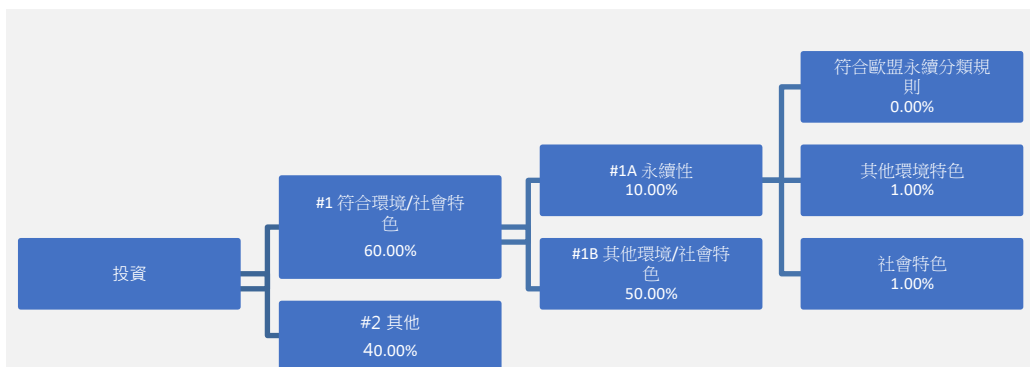 投資
#1 符合環境/社會特
色
60.00%
#2 其他
40.00%
#1A 永續性
10.00%
#1B 其他環境/社會特
色
50.00%
符合歐盟永續分類規
則
0.00%
其他環境特色
1.00%
社會特色
1.00%